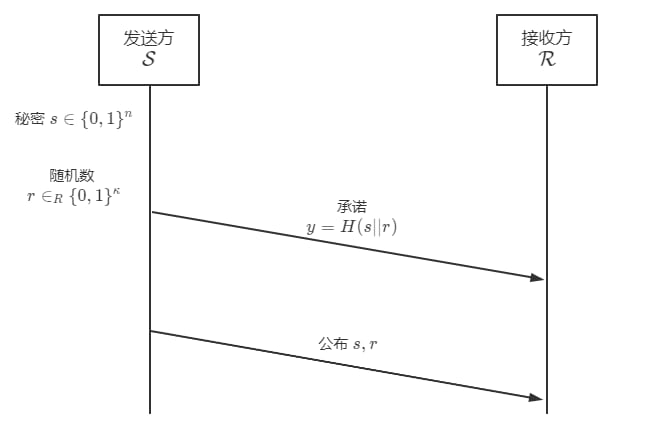 发送方
𝒮
接收方
ℛ
秘密 s ∈ {0, 1}ⁿ
随机数
r ∈_R {0, 1}^κ
承诺
y = H(s||r)
公布 s, r